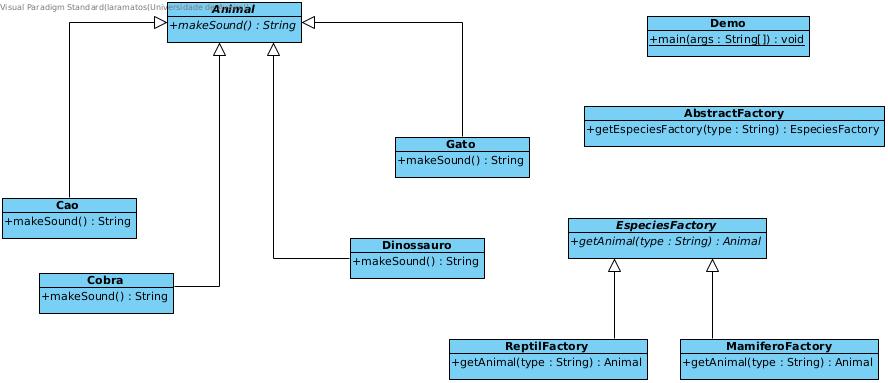 Visual Paradigm Standard(laramatos(Universidade
Animal
+makeSound() : String
Demo
+main(args : String[]) : void
AbstractFactory
+getEspeciesFactory(type : String) : EspeciesFactory
Gato
+makeSound() : String
Cao
+makeSound() : String
EspeciesFactory
+getAnimal(type : String) : Animal
Dinossauro
+makeSound() : String
Cobra
+makeSound() : String
ReptilFactory
+getAnimal(type : String) : Animal
MamiferoFactory
+getAnimal(type : String) : Animal